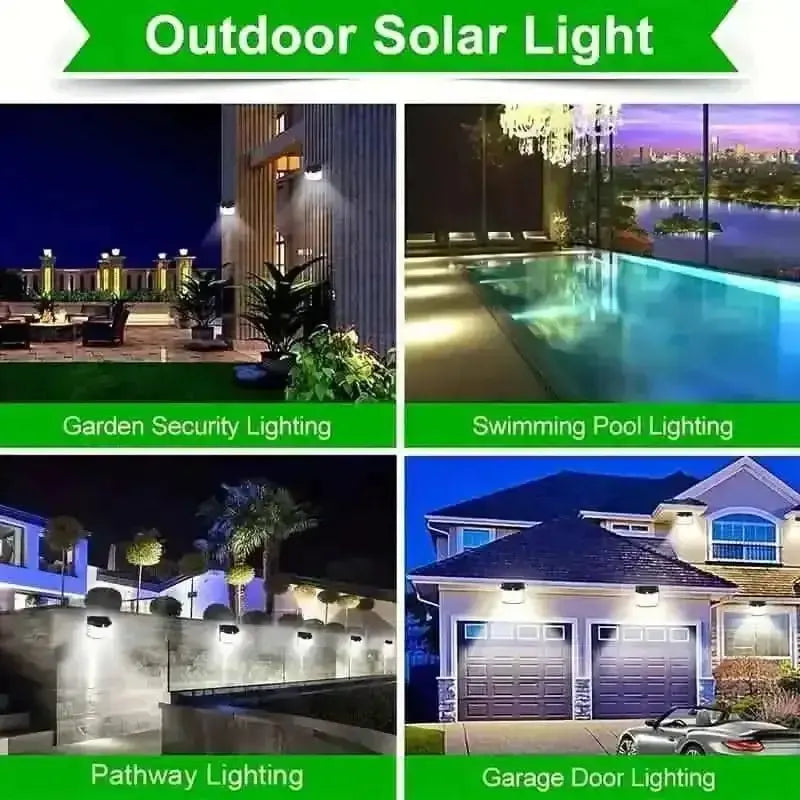 Outdoor Solar Light
Garden Security Lighting
Swimming Pool Lighting
Pathway Lighting
Garage Door Lighting